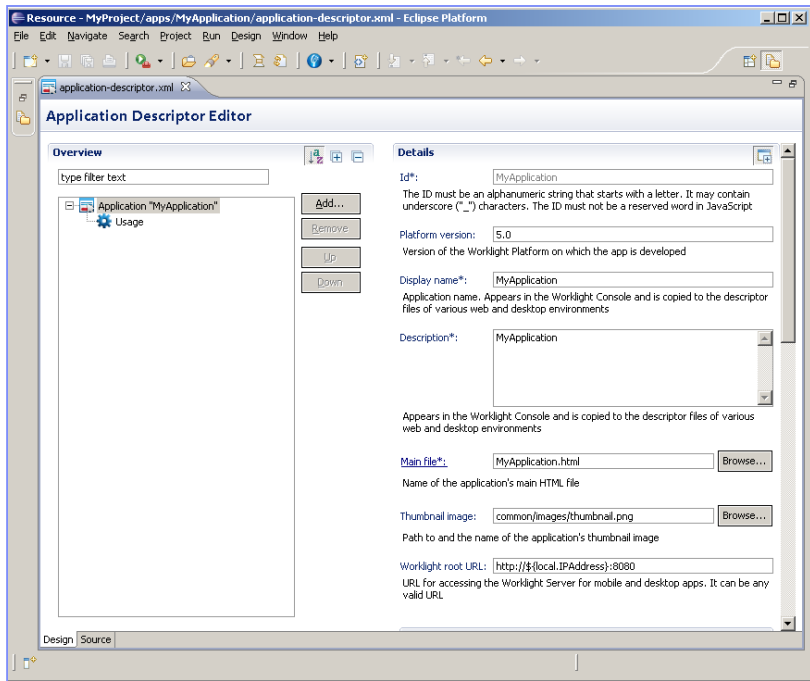 Resource - MyProject/apps/MyApplication/application-descriptor.xml - Eclipse Platform
File Edit Navigate Search Project Run Design Window Help
application-descriptor.xml
Application Descriptor Editor
Overview
type filter text
Application "MyApplication"
Usage
Add...
Remove
Up
Down
Details
Id*: MyApplication
The ID must be an alphanumeric string that starts with a letter. It may contain
underscore ("_") characters. The ID must not be a reserved word in JavaScript
Platform version: 5.0
Version of the Worklight Platform on which the app is developed
Display name*: MyApplication
Application name. Appears in the Worklight Console and is copied to the descriptor
files of various web and desktop environments
Description*: MyApplication
Appears in the Worklight Console and is copied to the descriptor files of various
web and desktop environments
Main file*: MyApplication.html Browse...
Name of the application's main HTML file
Thumbnail image: common/images/thumbnail.png Browse...
Path to and the name of the application's thumbnail image
Worklight root URL: http://${local.IPAddress}:8080
URL for accessing the Worklight Server for mobile and desktop apps. It can be any
valid URL
Design Source